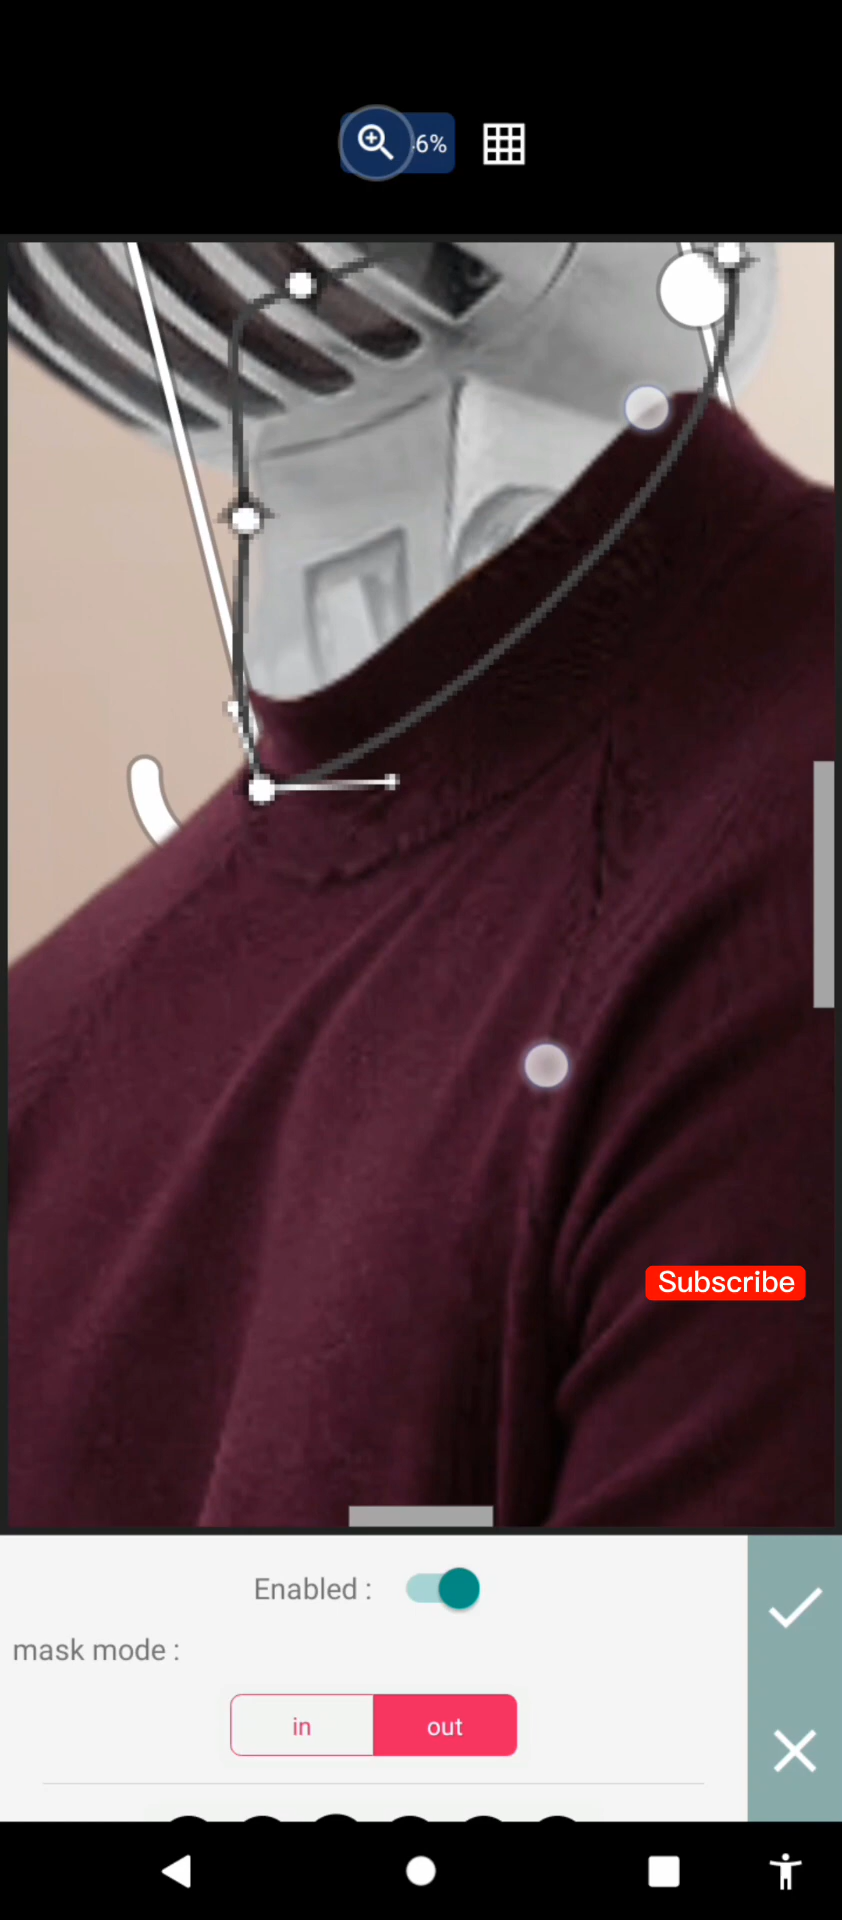 6%
Subscribe
Enabled :
mask mode :
in
out